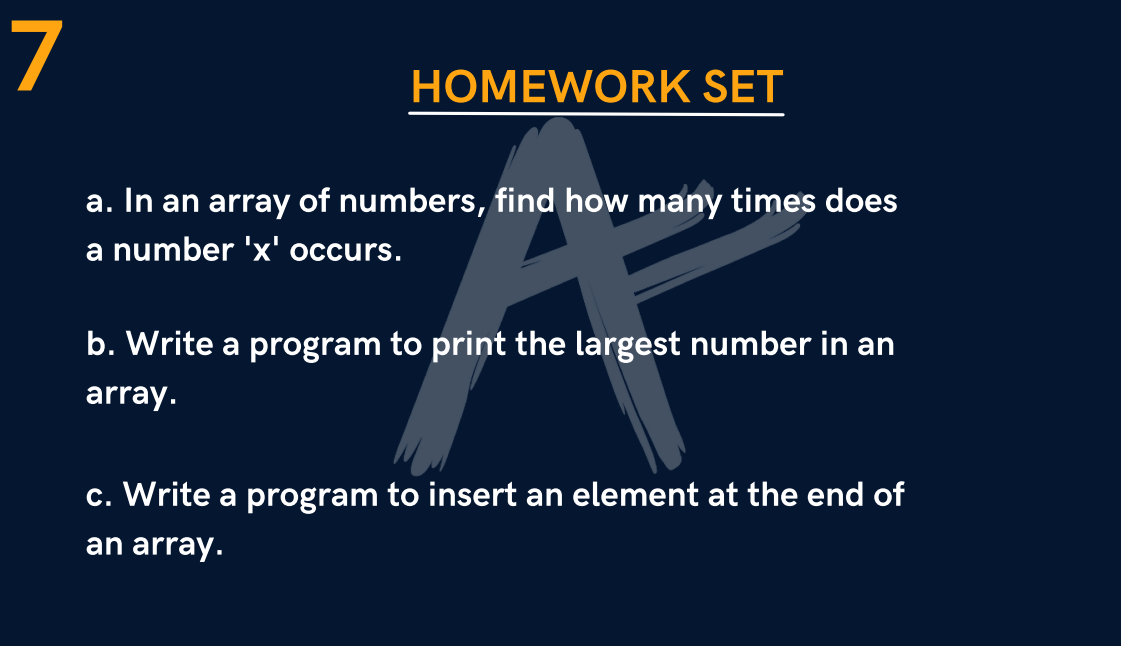 7
HOMEWORK SET
a. In an array of numbers, find how many times does
a number 'x' occurs.
b. Write a program to print the largest number in an
array.
c. Write a program to insert an element at the end of
an array.